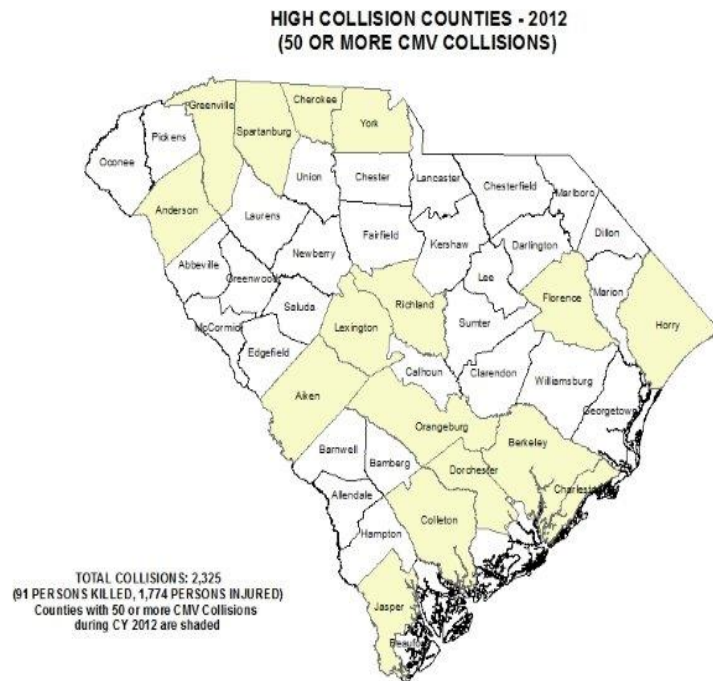 HIGH COLLISION COUNTIES - 2012
(50 OR MORE CMV COLLISIONS)
Cherokee
Greenville
York
Spartanburg
Pickens
Oconee
Union
Chester
Lancaster
Chesterfield
Marlboro
Anderson
Laurens
Dillon
Fairfield
Kershaw
Darlington
Newberry
Abbeville
Greenwood
Lee
Marion
Florence
Richland
Saluda
Lexington
Sumter
Horry
McCormic
Edgefield
Calhoun
Clarendon
Williamsburg
Aiken
Georgetown
Orangeburg
Berkeley
Barnwell
Bamberg
Dorchester
Charlest
Allendale
Colleton
Hampton
TOTAL COLLISIONS: 2,325
(91 PERSONS KILLED, 1,774 PERSONS INJURED)
Counties with 50 or more CMV Collisions
during CY 2012 are shaded
Jasper
Beaufo